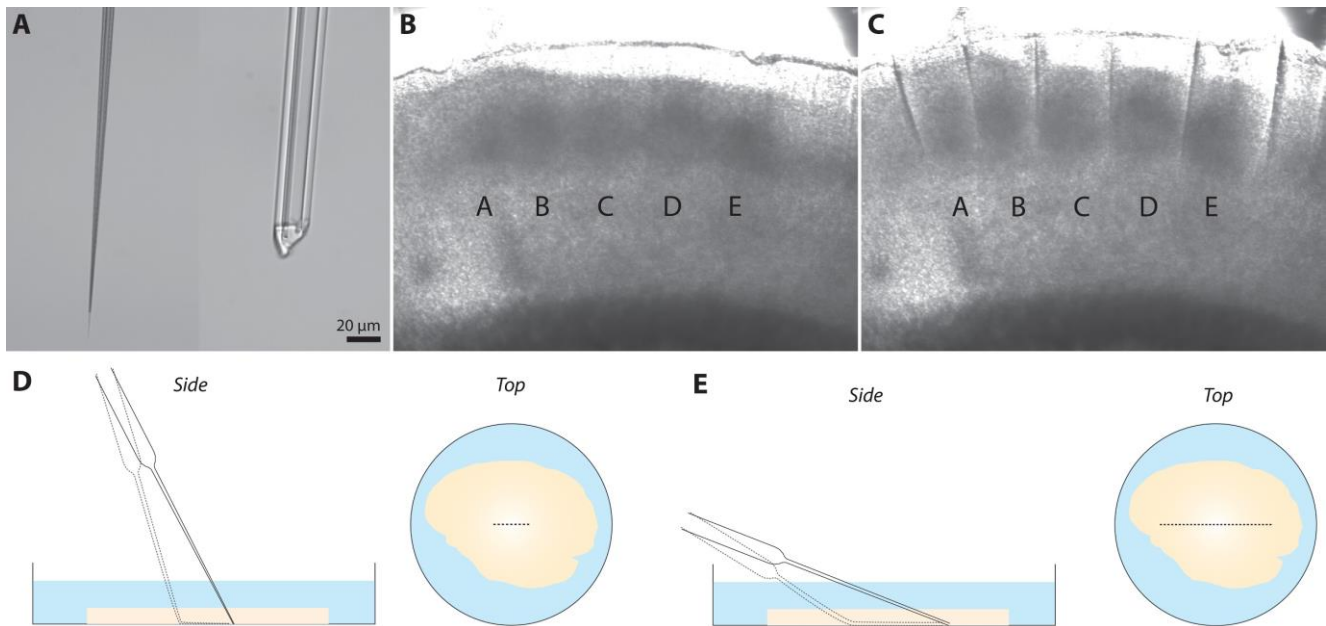 A
20 µm
B
A B C D E
C
A B C D E
D
Side
Top
E
Side
Top